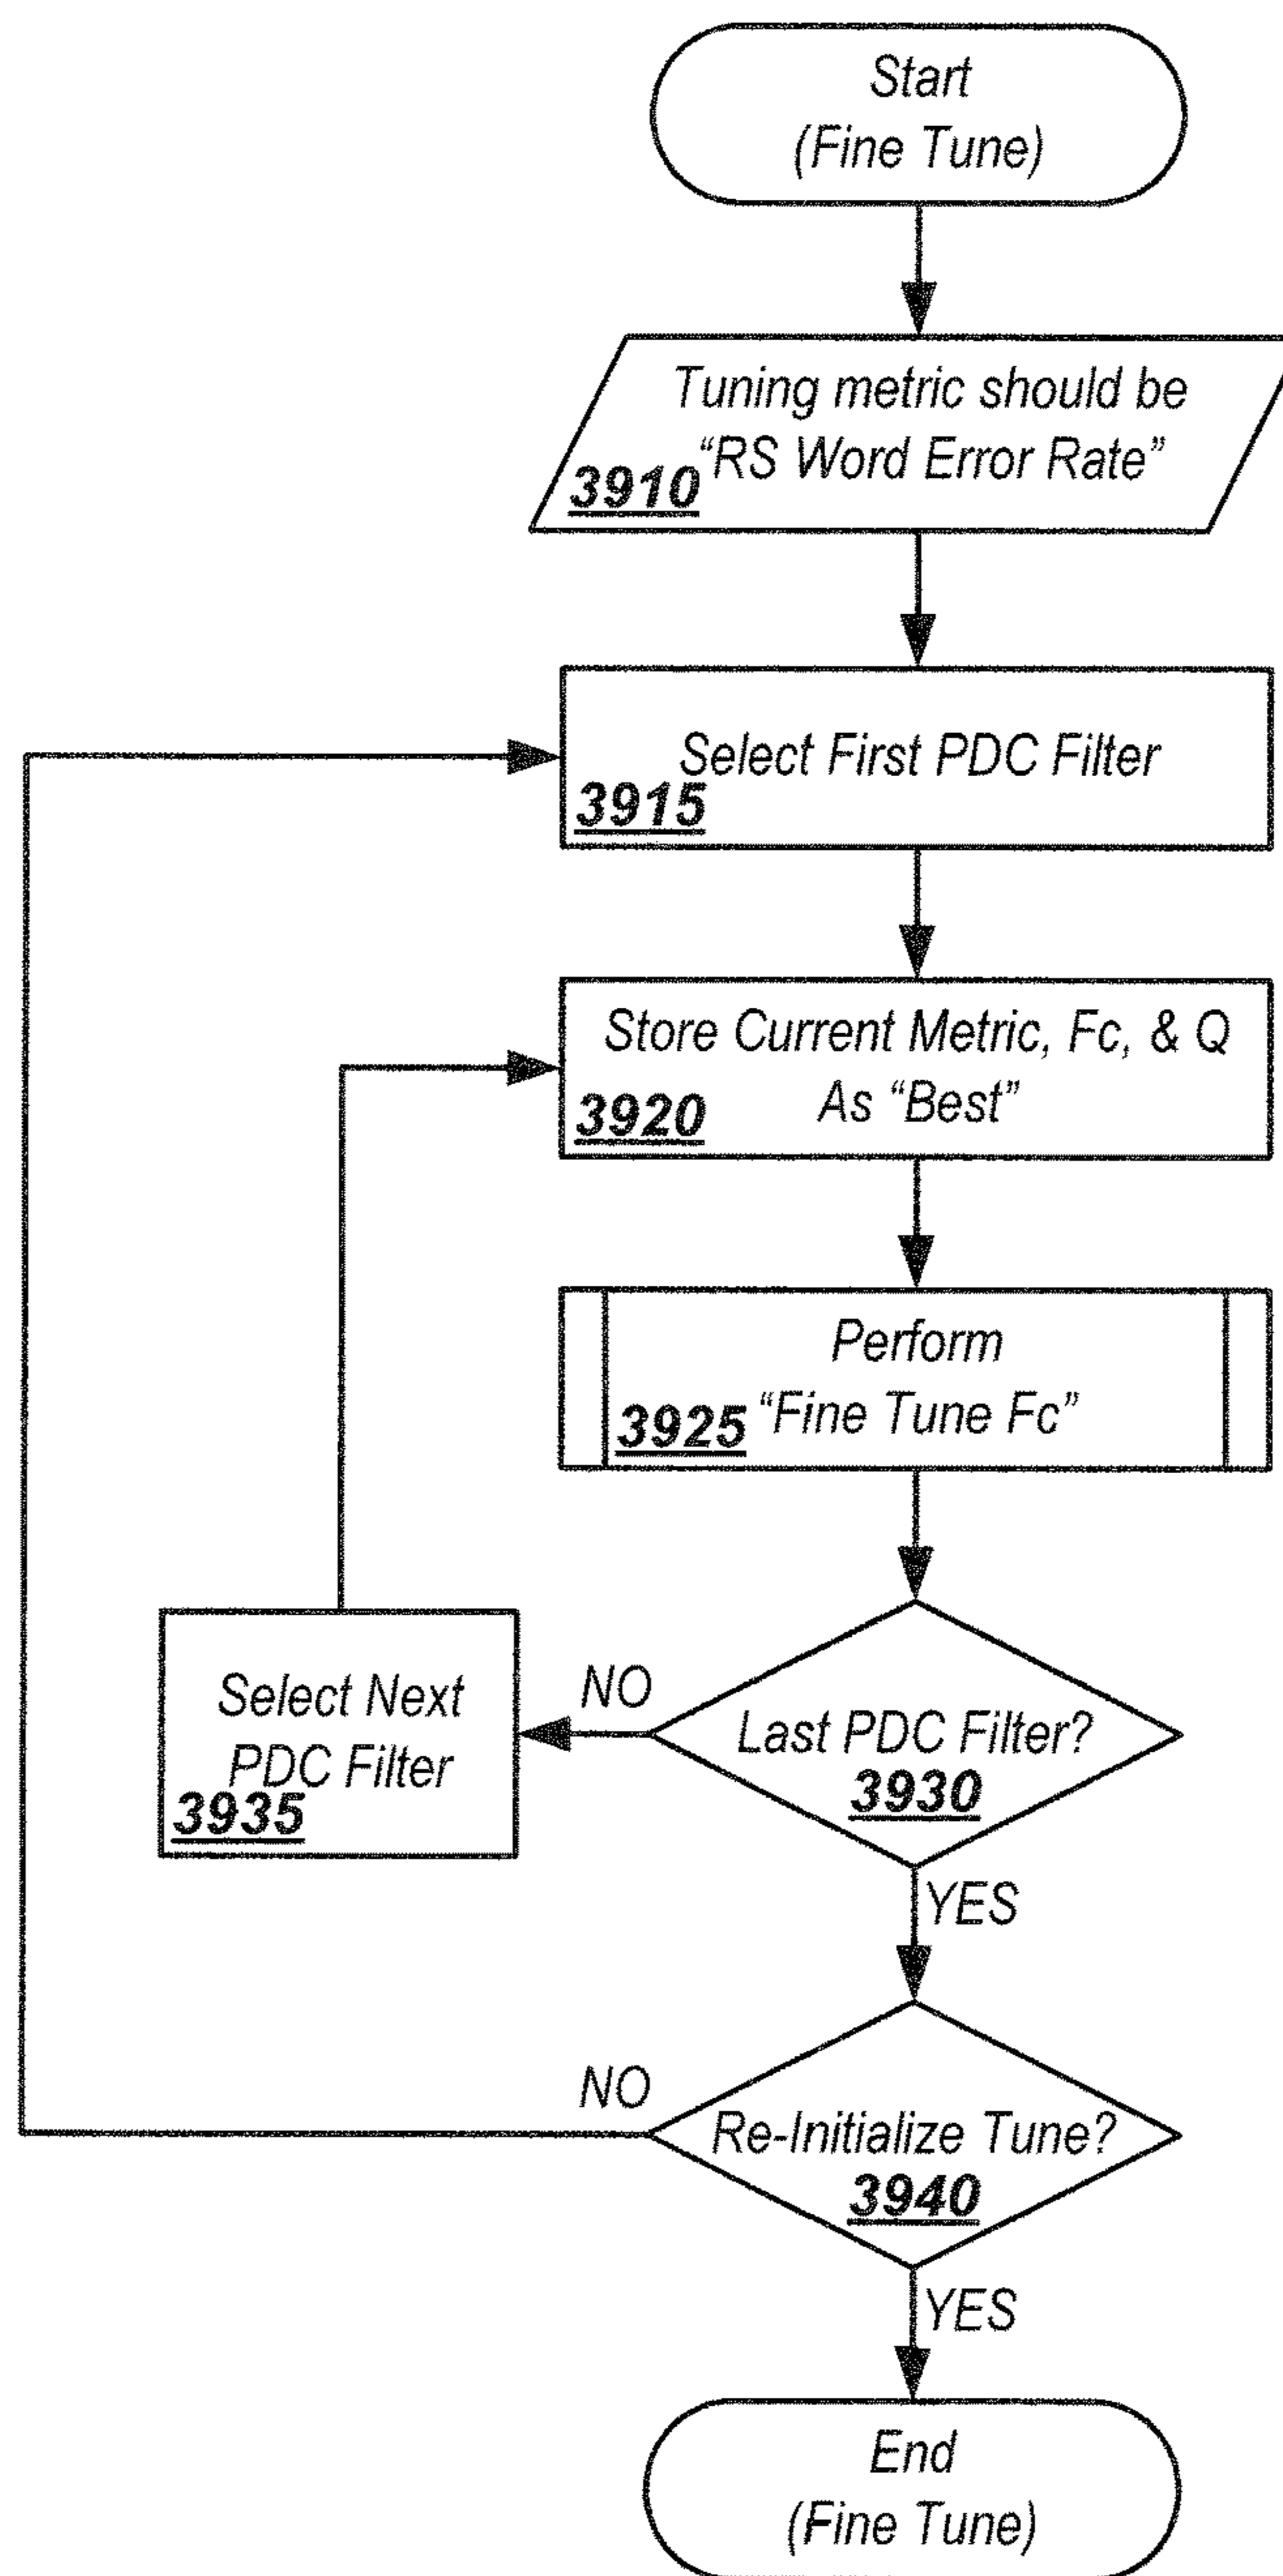 Start
(Fine Tune)
Tuning metric should be
“RS Word Error Rate”
3910
Select First PDC Filter
3915
Store Current Metric, Fc, & Q
As “Best”
3920
Perform
“Fine Tune Fc”
3925
Last PDC Filter?
3930
NO
Select Next
PDC Filter
3935
YES
Re-Initialize Tune?
3940
NO
YES
End
(Fine Tune)